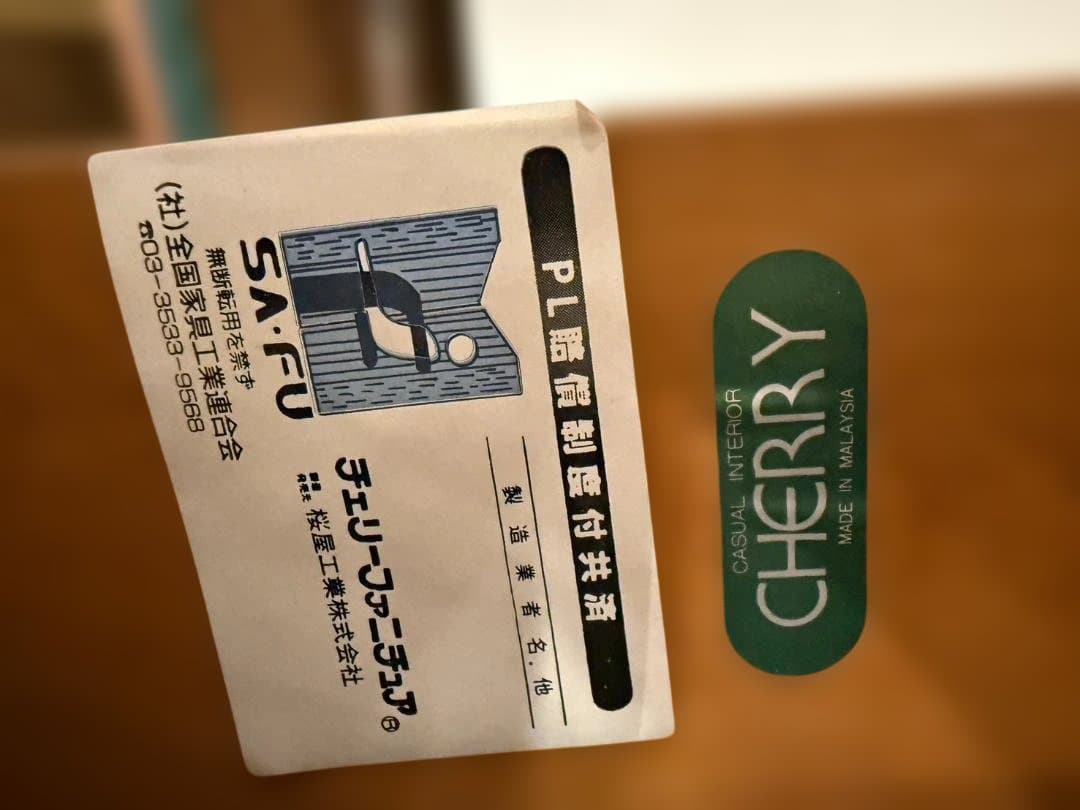 PL賠償制度付共済
製造業者名.他
SA・FU
無断転用を禁ず
(社)全国家具工業連合会
☎03-3533-9568
チェリーファニチュア
発売元 桜屋工業株式会社
CASUAL INTERIOR
CHERRY
MADE IN MALAYSIA